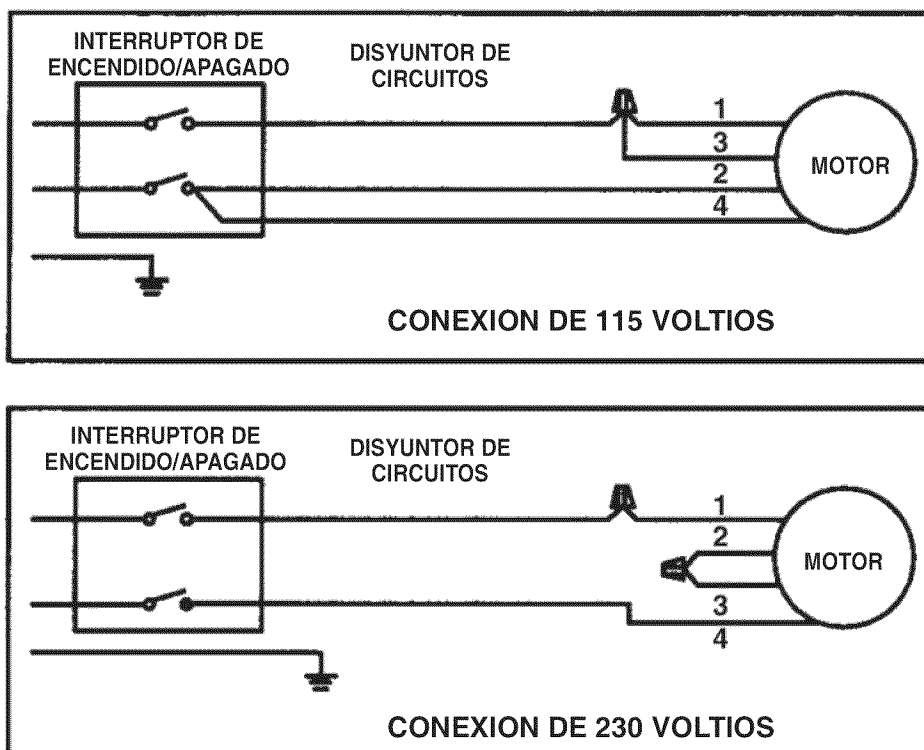 INTERRUPTOR DE
ENCENDIDO/APAGADO
DISYUNTOR DE
CIRCUITOS
1
3
2
4
MOTOR
CONEXION DE 115 VOLTIOS
INTERRUPTOR DE
ENCENDIDO/APAGADO
DISYUNTOR DE
CIRCUITOS
1
2
3
4
MOTOR
CONEXION DE 230 VOLTIOS